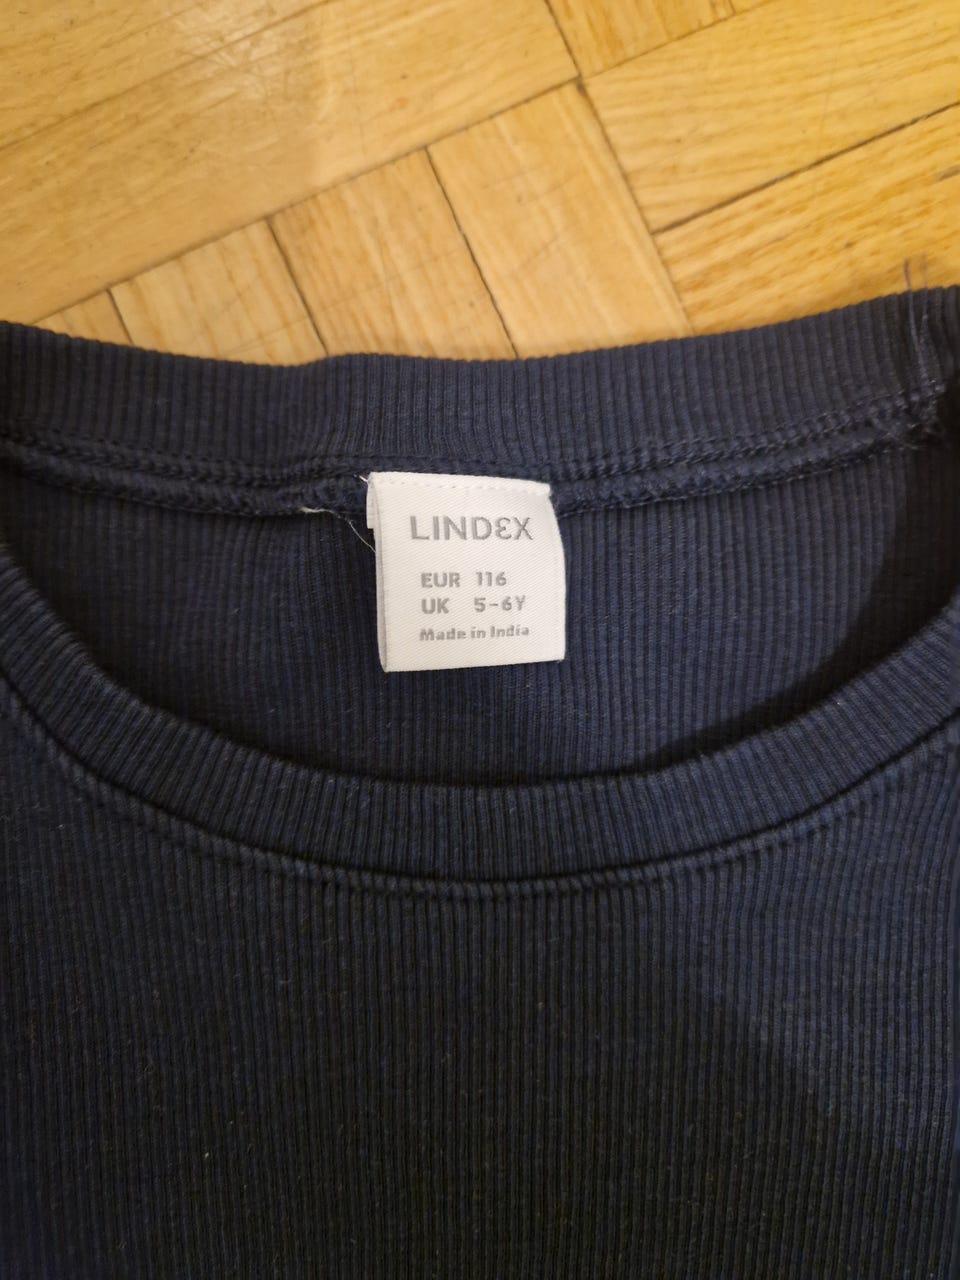 LINDEX
EUR 116
UK 5-6Y
Made in India